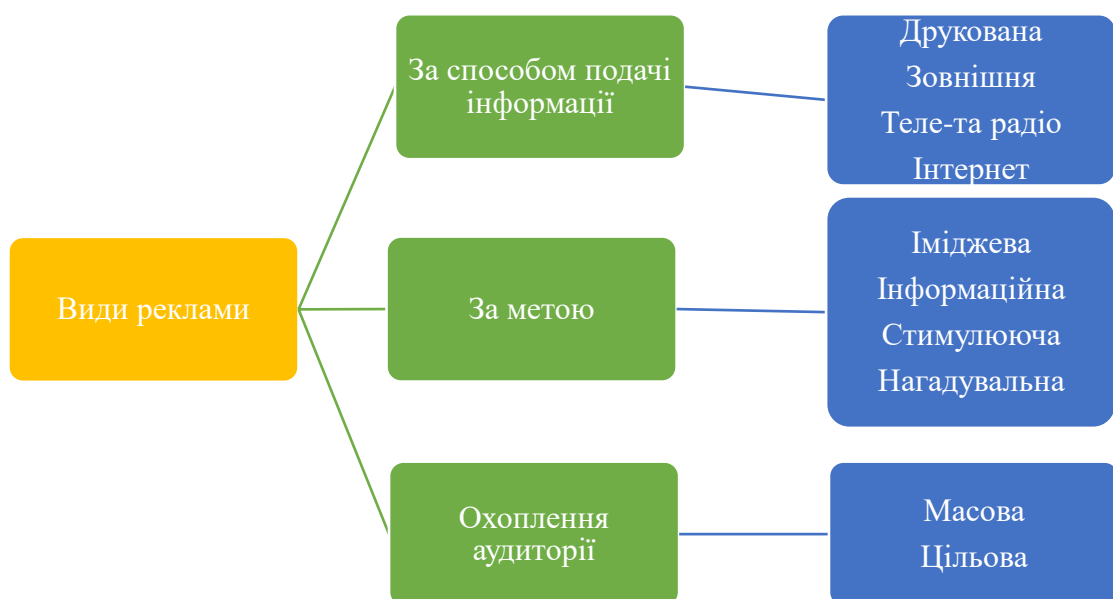 Види реклами
За способом подачі
інформації
Друкована
Зовнішня
Теле-та радіо
Інтернет
За метою
Іміджева
Інформаційна
Стимулююча
Нагадувальна
Охоплення
аудиторії
Масова
Цільова